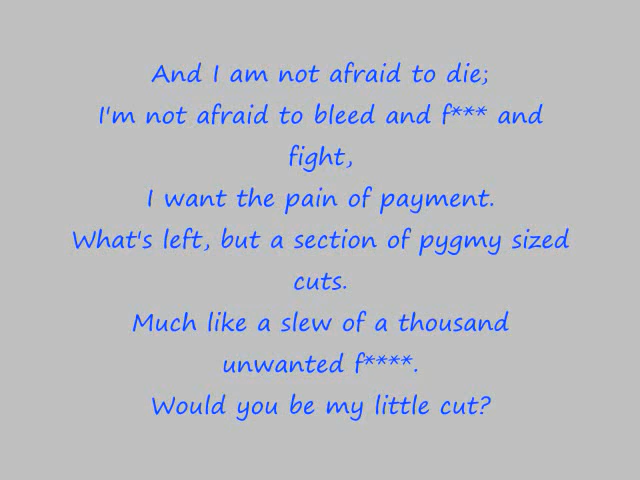 And I am not afraid to die;
I'm not afraid to bleed and f*** and
fight,
I want the pain of payment.
What's left, but a section of pygmy sized
cuts.
Much like a slew of a thousand
unwanted f****.
Would you be my little cut?